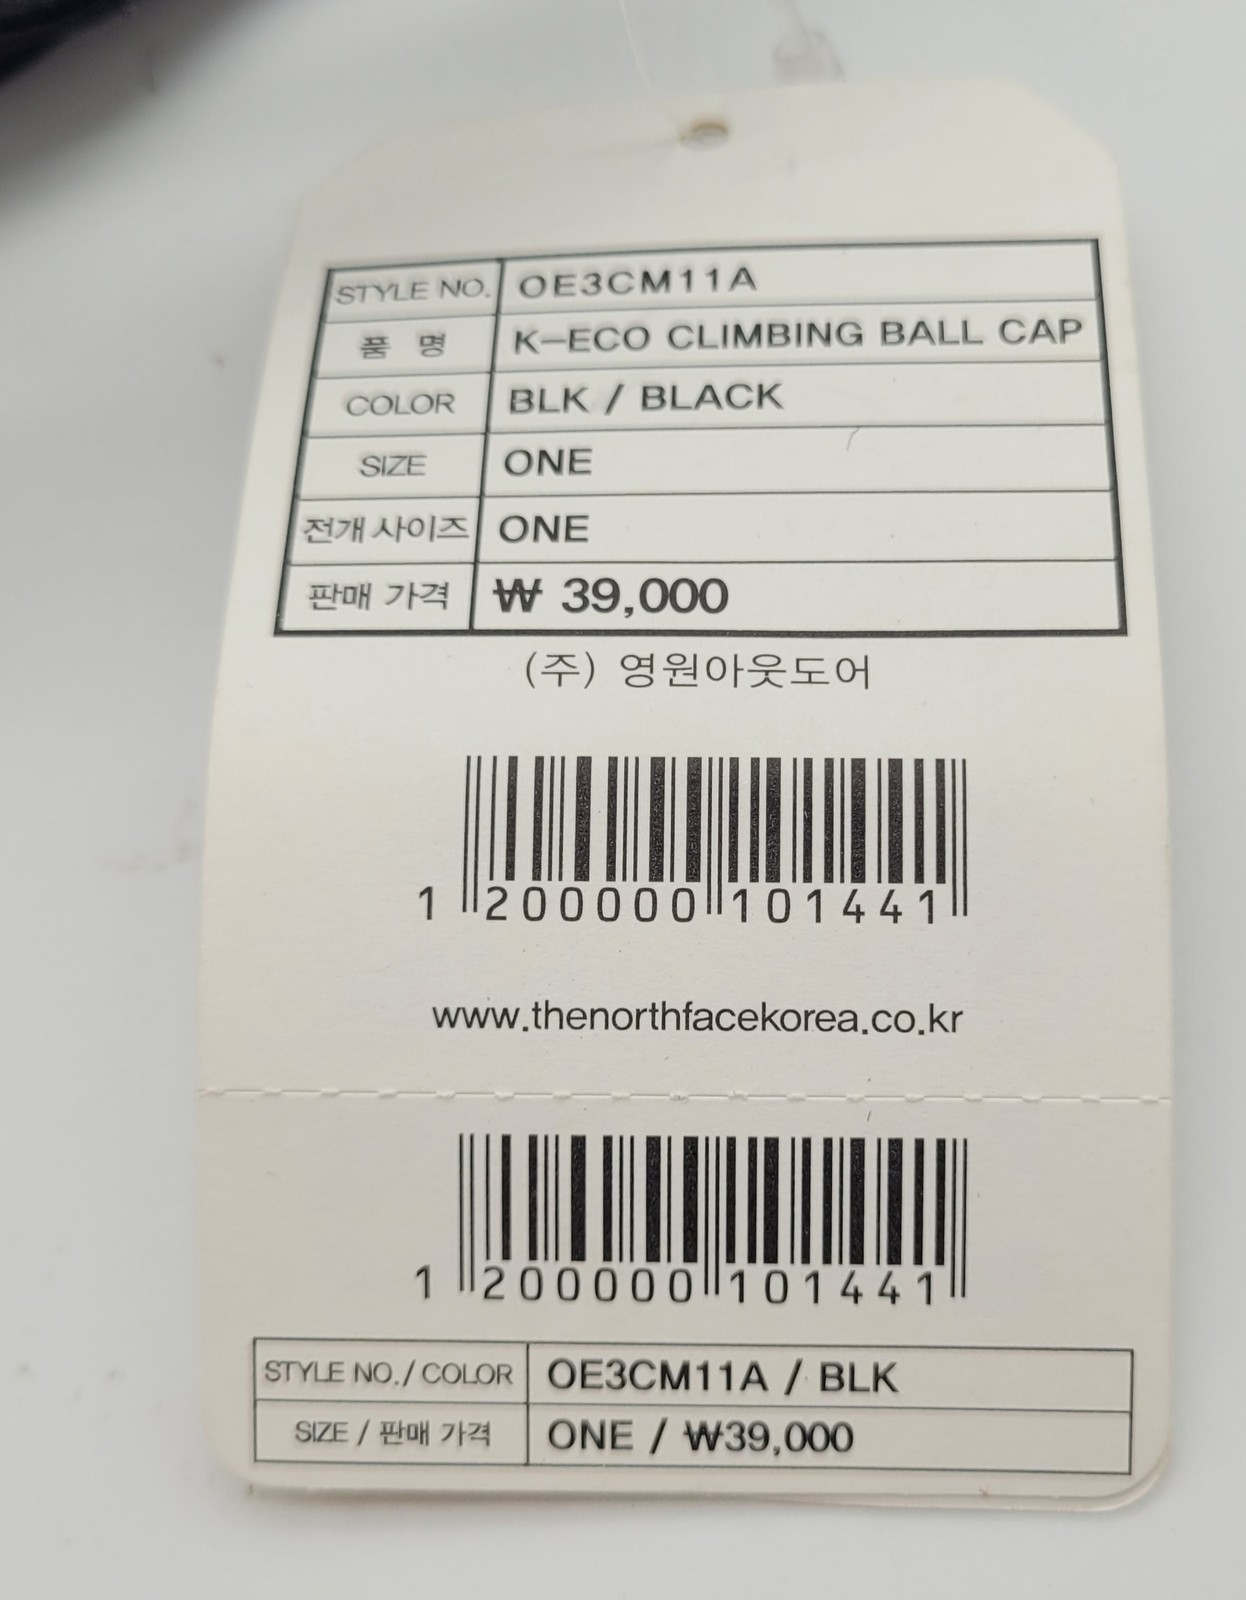 STYLE NO. OE3CM11A
품 명 K-ECO CLIMBING BALL CAP
COLOR BLK / BLACK
SIZE ONE
전개 사이즈 ONE
판매 가격 ₩ 39,000
(주) 영원아웃도어
1 200000 101441
www.thenorthfacekorea.co.kr
1 200000 101441
STYLE NO./COLOR OE3CM11A / BLK
SIZE / 판매 가격 ONE / ₩39,000